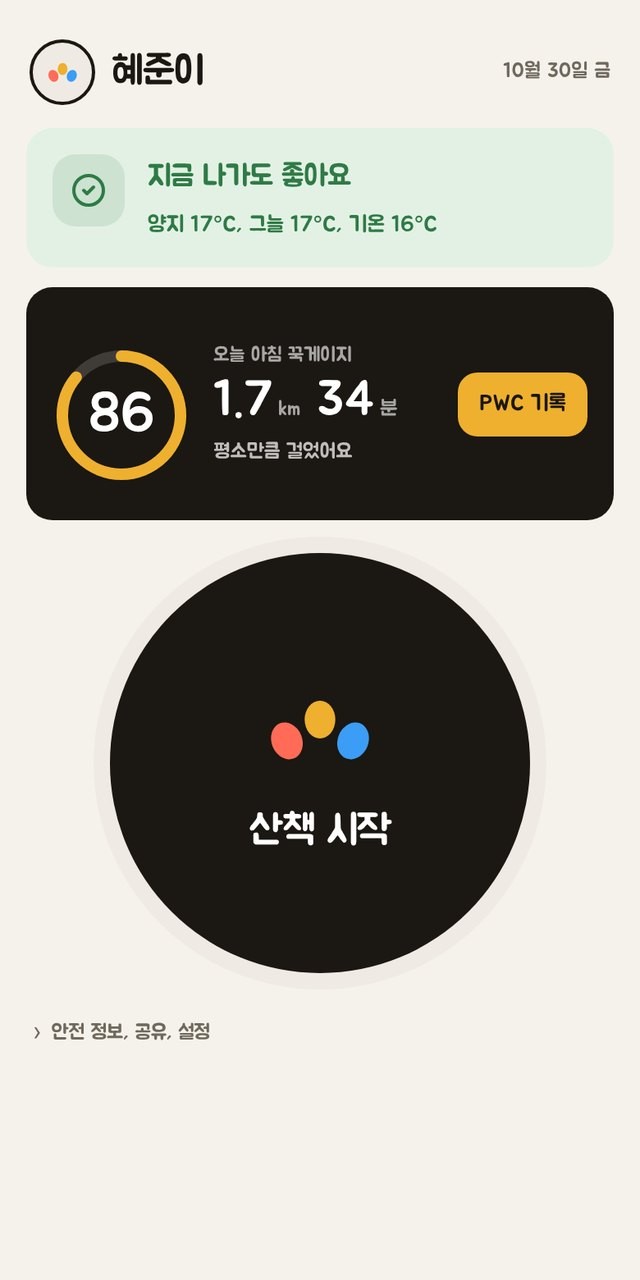 혜준이
10월 30일 금
지금 나가도 좋아요
양지 17°C, 그늘 17°C, 기온 16°C
86
오늘 아침 꾹게이지
1.7 km 34 분
평소만큼 걸었어요
PWC 기록
산책 시작
› 안전 정보, 공유, 설정